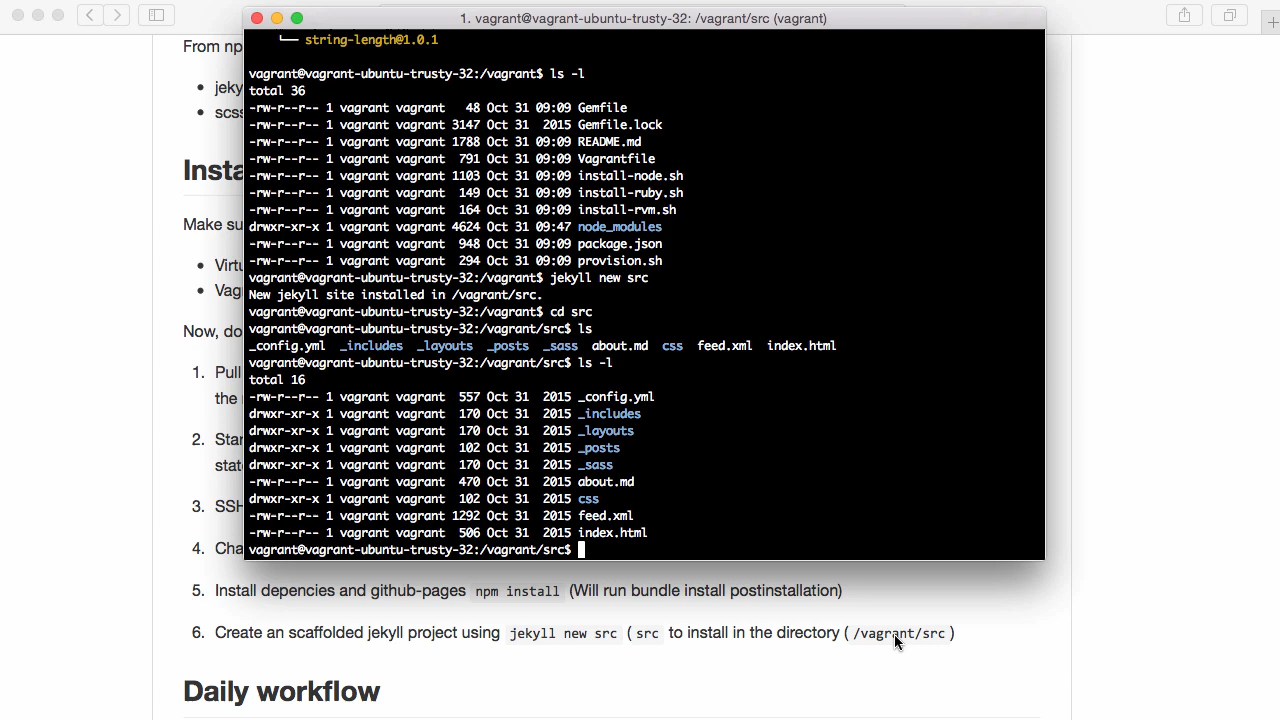 1. vagrant@vagrant-ubuntu-trusty-32: /vagrant/src (vagrant)
└── string-length@1.0.1
vagrant@vagrant-ubuntu-trusty-32:/vagrant$ ls -l
total 36
-rw-r--r-- 1 vagrant vagrant   48 Oct 31 09:09 Gemfile
-rw-r--r-- 1 vagrant vagrant 3147 Oct 31  2015 Gemfile.lock
-rw-r--r-- 1 vagrant vagrant 1788 Oct 31 09:09 README.md
-rw-r--r-- 1 vagrant vagrant  791 Oct 31 09:09 Vagrantfile
-rw-r--r-- 1 vagrant vagrant 1103 Oct 31 09:09 install-node.sh
-rw-r--r-- 1 vagrant vagrant  149 Oct 31 09:09 install-ruby.sh
-rw-r--r-- 1 vagrant vagrant  164 Oct 31 09:09 install-rvm.sh
drwxr-xr-x 1 vagrant vagrant 4624 Oct 31 09:47 node_modules
-rw-r--r-- 1 vagrant vagrant  948 Oct 31 09:09 package.json
-rw-r--r-- 1 vagrant vagrant  294 Oct 31 09:09 provision.sh
vagrant@vagrant-ubuntu-trusty-32:/vagrant$ jekyll new src
New jekyll site installed in /vagrant/src.
vagrant@vagrant-ubuntu-trusty-32:/vagrant$ cd src
vagrant@vagrant-ubuntu-trusty-32:/vagrant/src$ ls
_config.yml  _includes  _layouts  _posts  _sass  about.md  css  feed.xml  index.html
vagrant@vagrant-ubuntu-trusty-32:/vagrant/src$ ls -l
total 16
-rw-r--r-- 1 vagrant vagrant  557 Oct 31  2015 _config.yml
drwxr-xr-x 1 vagrant vagrant  170 Oct 31  2015 _includes
drwxr-xr-x 1 vagrant vagrant  170 Oct 31  2015 _layouts
drwxr-xr-x 1 vagrant vagrant  102 Oct 31  2015 _posts
drwxr-xr-x 1 vagrant vagrant  170 Oct 31  2015 _sass
-rw-r--r-- 1 vagrant vagrant  470 Oct 31  2015 about.md
drwxr-xr-x 1 vagrant vagrant  102 Oct 31  2015 css
-rw-r--r-- 1 vagrant vagrant 1292 Oct 31  2015 feed.xml
-rw-r--r-- 1 vagrant vagrant  506 Oct 31  2015 index.html
vagrant@vagrant-ubuntu-trusty-32:/vagrant/src$
From np
jeky
scss
Insta
Make su
Virtu
Vag
Now, do
1. Pull
the
2. Star
state
3. SSH
4. Cha
5. Install depencies and github-pages npm install (Will run bundle install postinstallation)
6. Create an scaffolded jekyll project using jekyll new src ( src to install in the directory ( /vagrant/src )
Daily workflow